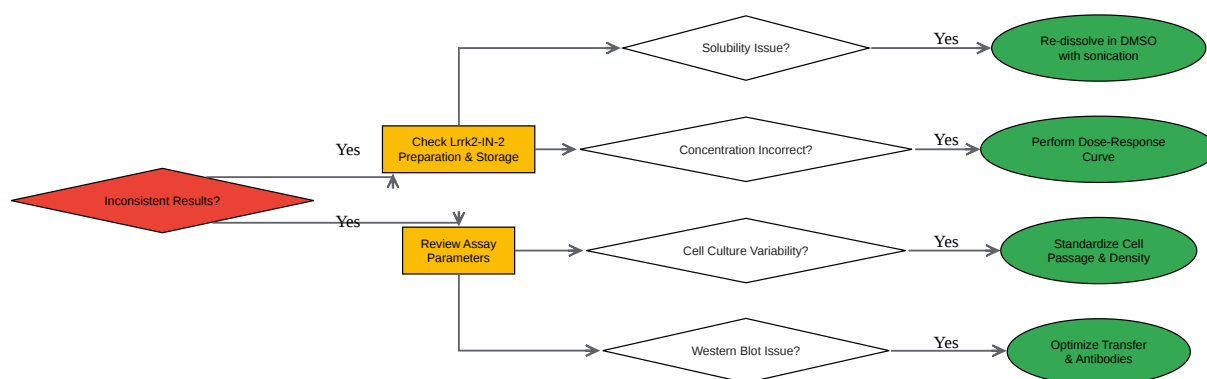 Solubility Issue?
Yes
Re-dissolve in DMSO
with sonication
Check Lrrk2-IN-2
Preparation & Storage
Yes
Concentration Incorrect?
Yes
Perform Dose-Response
Curve
Inconsistent Results?
Yes
Review Assay
Parameters
Cell Culture Variability?
Yes
Standardize Cell
Passage & Density
Western Blot Issue?
Yes
Optimize Transfer
& Antibodies